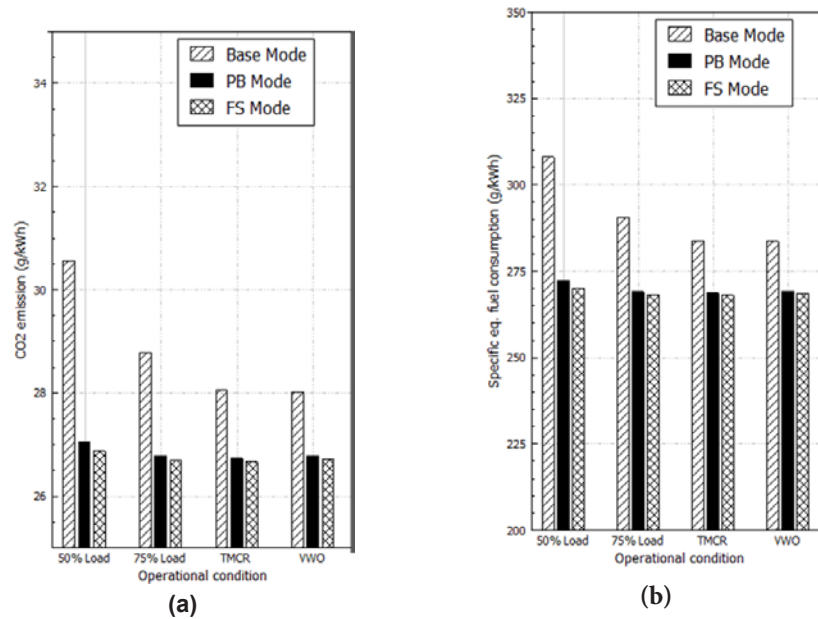 34
32
30
28
26
CO2 emission (g/kWh)
Base Mode
PB Mode
FS Mode
50% Load 75% Load TMCR VWO
Operational condition
(a)
350
325
300
275
250
225
200
Specific eq. fuel consumption (g/kWh)
Base Mode
PB Mode
FS Mode
50% Load 75% Load TMCR VWO
Operational condition
(b)